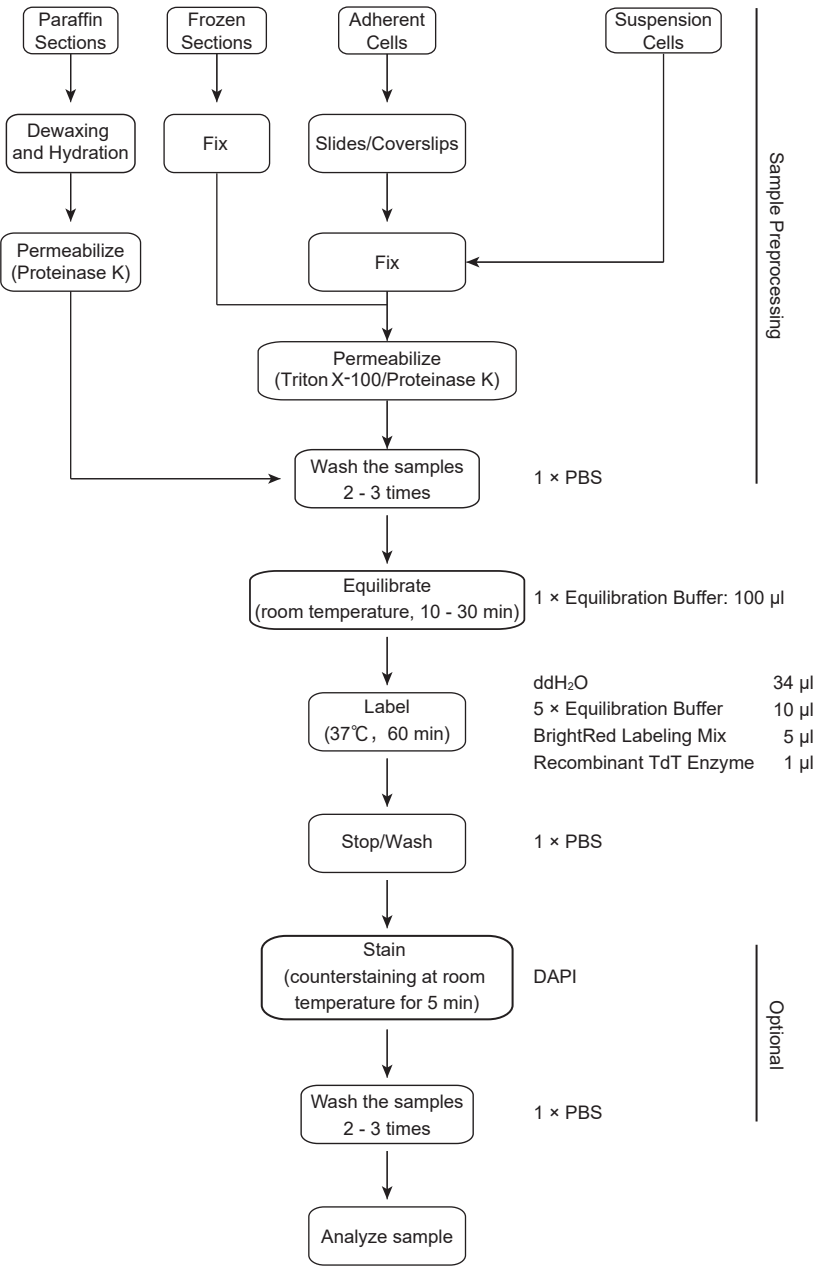 Paraffin
Sections
Frozen
Sections
Adherent
Cells
Suspension
Cells
Dewaxing
and Hydration
Fix
Slides/Coverslips
Permeabilize
(Proteinase K)
Fix
Sample Preprocessing
Permeabilize
(Triton X-100/Proteinase K)
Wash the samples
2 - 3 times
1 × PBS
Equilibrate
(room temperature, 10 - 30 min)
1 × Equilibration Buffer: 100 µl
Label
(37℃, 60 min)
ddH₂O 34 µl
5 × Equilibration Buffer 10 µl
BrightRed Labeling Mix 5 µl
Recombinant TdT Enzyme 1 µl
Stop/Wash
1 × PBS
Stain
(counterstaining at room
temperature for 5 min)
DAPI
Optional
Wash the samples
2 - 3 times
1 × PBS
Analyze sample